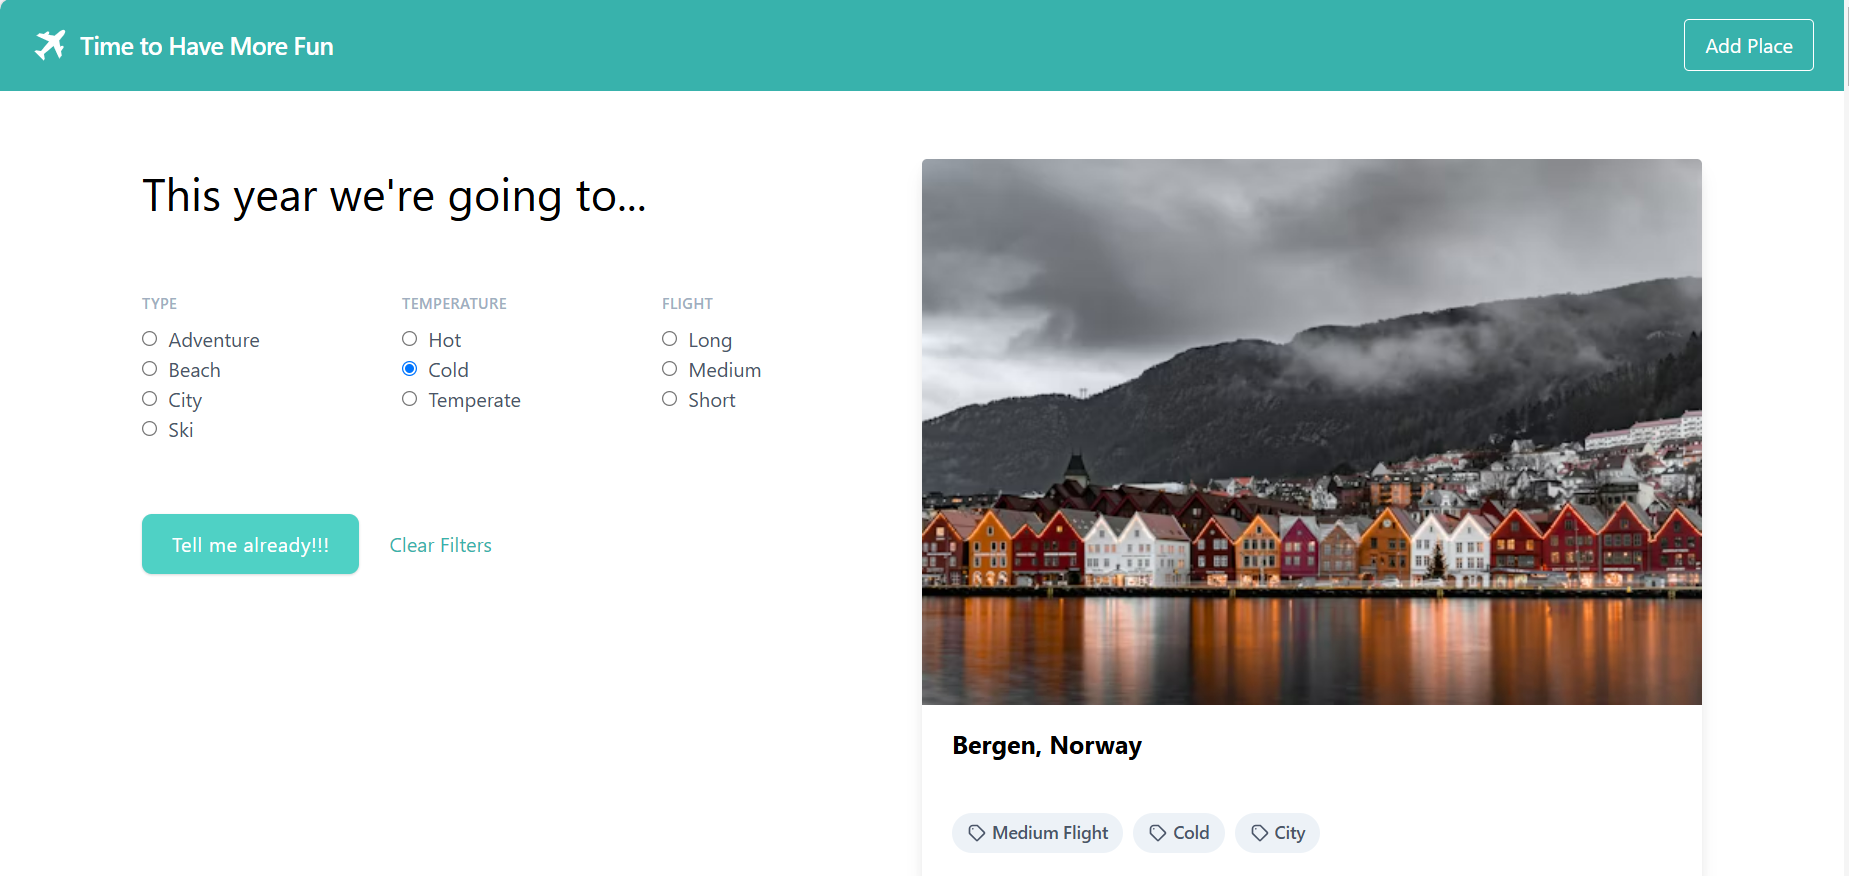 Time to Have More Fun
Add Place
This year we're going to...
TYPE
Adventure
Beach
City
Ski
TEMPERATURE
Hot
Cold
Temperate
FLIGHT
Long
Medium
Short
Tell me already!!!
Clear Filters
Bergen, Norway
Medium Flight
Cold
City